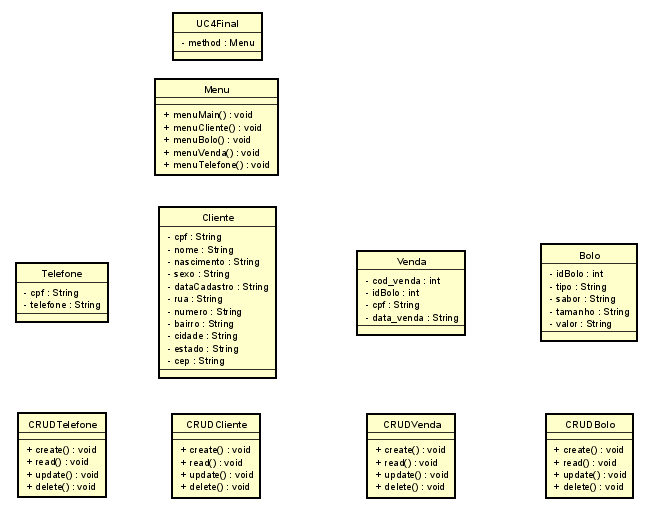 UC4Final
- method : Menu
Menu
+ menuMain() : void
+ menuCliente() : void
+ menuBolo() : void
+ menuVenda() : void
+ menuTelefone() : void
Telefone
- cpf : String
- telefone : String
Cliente
- cpf : String
- nome : String
- nascimento : String
- sexo : String
- dataCadastro : String
- rua : String
- numero : String
- bairro : String
- cidade : String
- estado : String
- cep : String
Venda
- cod_venda : int
- idBolo : int
- cpf : String
- data_venda : String
Bolo
- idBolo : int
- tipo : String
- sabor : String
- tamanho : String
- valor : String
CRUDTelefone
+ create() : void
+ read() : void
+ update() : void
+ delete() : void
CRUDCliente
+ create() : void
+ read() : void
+ update() : void
+ delete() : void
CRUDVenda
+ create() : void
+ read() : void
+ update() : void
+ delete() : void
CRUDBolo
+ create() : void
+ read() : void
+ update() : void
+ delete() : void